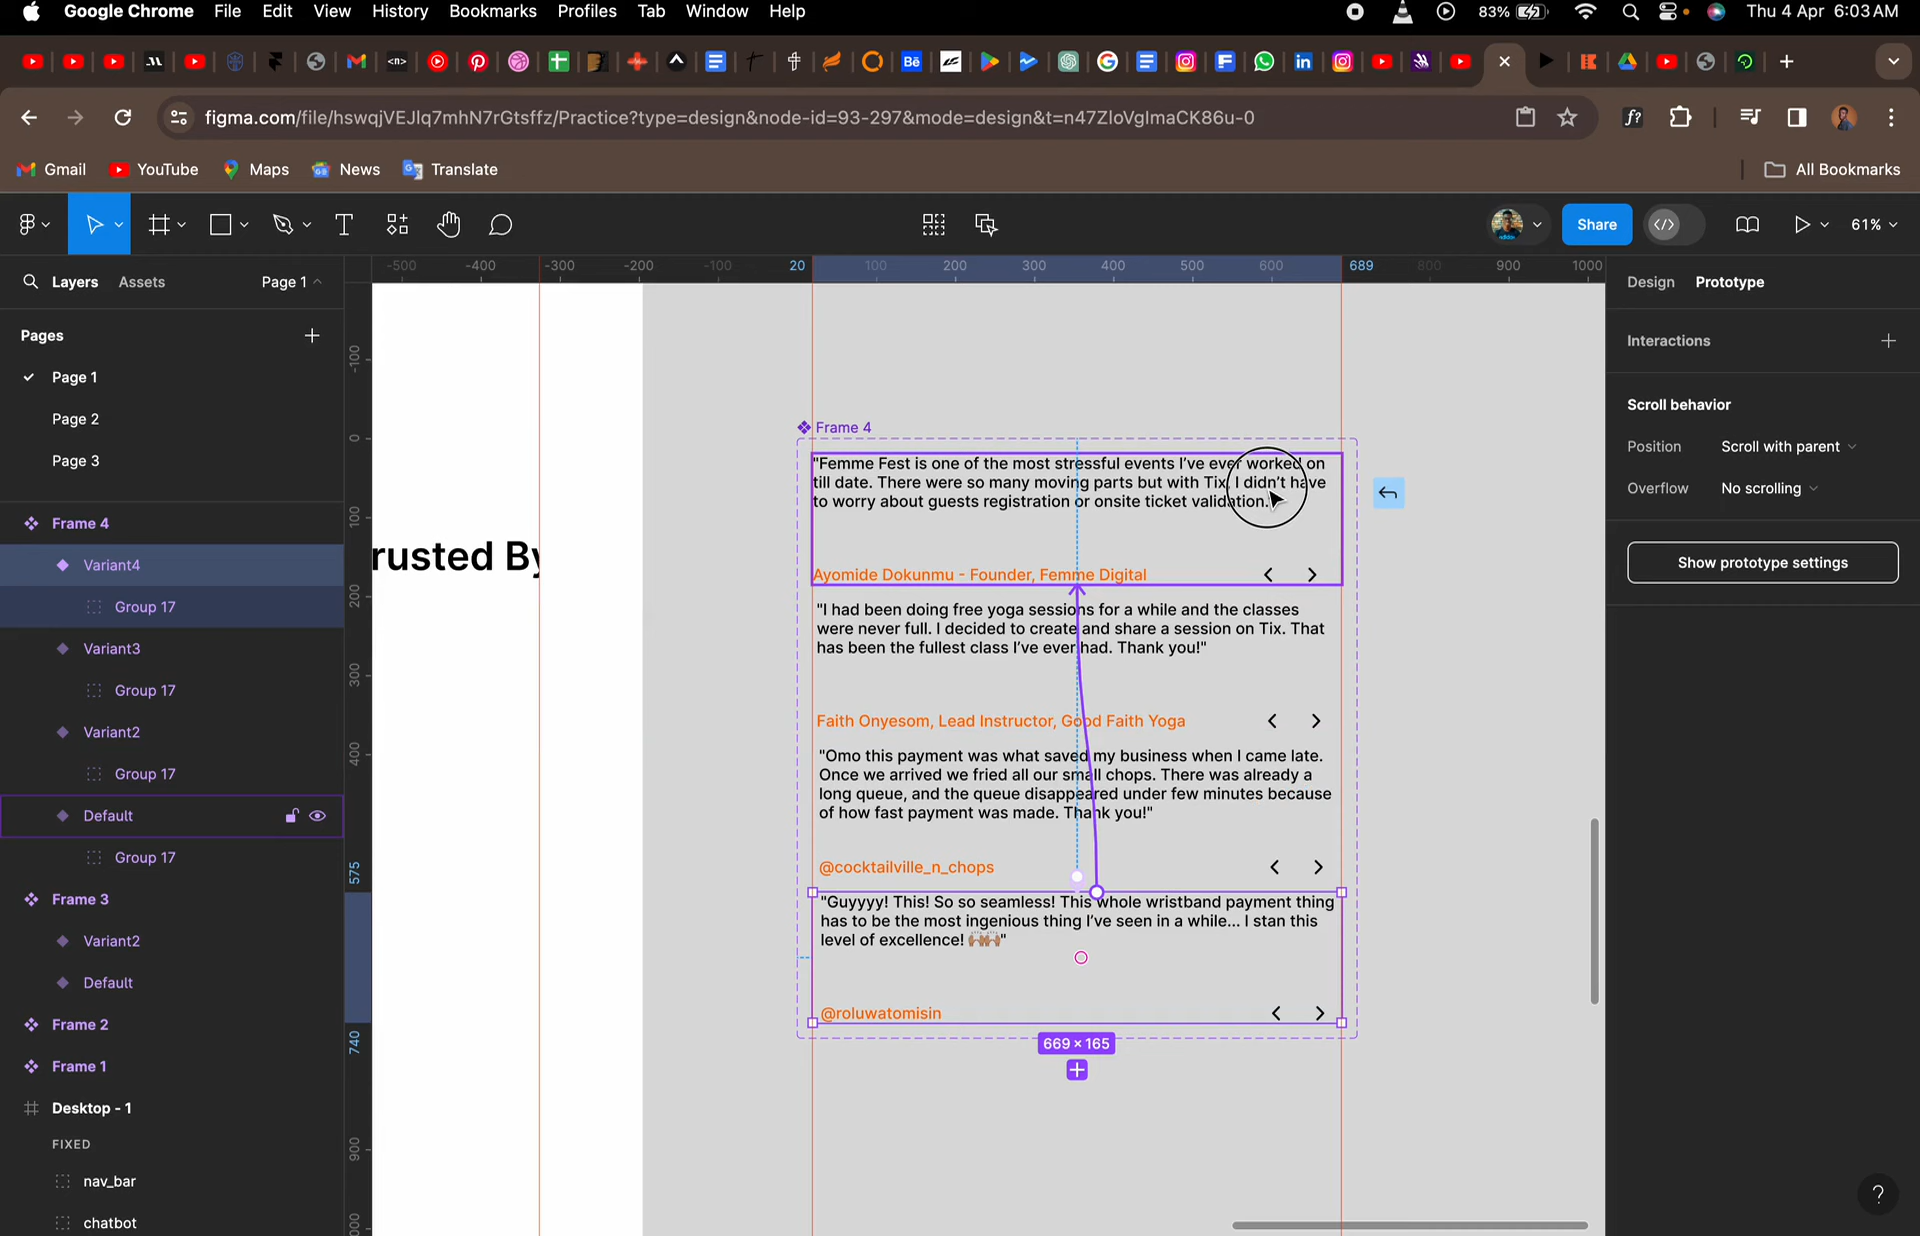 Google Chrome File Edit View History Bookmarks Profiles Tab Window Help 83% Thu 4 Apr 6:03 AM
figma.com/file/hswqjVEJlq7mhN7rGtsffz/Practice?type=design&node-id=93-297&mode=design&t=n47ZloVglmaCK86u-0
Gmail YouTube Maps News Translate All Bookmarks
Share 61%
Layers Assets Page 1
-500 -400 -300 -200 -100 20 100 200 300 400 500 600 689 800 900 1000
Design Prototype
Pages
Page 1
Page 2
Page 3
Interactions
Scroll behavior
Position Scroll with parent
Overflow No scrolling
Show prototype settings
Frame 4
Variant4
Group 17
Variant3
Group 17
Variant2
Group 17
Default
Group 17
Frame 3
Variant2
Default
Frame 2
Frame 1
Desktop - 1
FIXED
nav_bar
chatbot
-100
0
100
200
300
400
575
740
900
rusted By
Frame 4
"Femme Fest is one of the most stressful events I've ever worked on
till date. There were so many moving parts but with Tix, I didn't have
to worry about guests registration or onsite ticket validation."
Ayomide Dokunmu - Founder, Femme Digital
"I had been doing free yoga sessions for a while and the classes
were never full. I decided to create and share a session on Tix. That
has been the fullest class I've ever had. Thank you!"
Faith Onyesom, Lead Instructor, Good Faith Yoga
"Omo this payment was what saved my business when I came late.
Once we arrived we fried all our small chops. There was already a
long queue, and the queue disappeared under few minutes because
of how fast payment was made. Thank you!"
@cocktailville_n_chops
"Guyyyy! This! So so seamless! This whole wristband payment thing
has to be the most ingenious thing I've seen in a while... I stan this
level of excellence! 🙌🏽🙌🏽"
@roluwatomisin
669 × 165
?